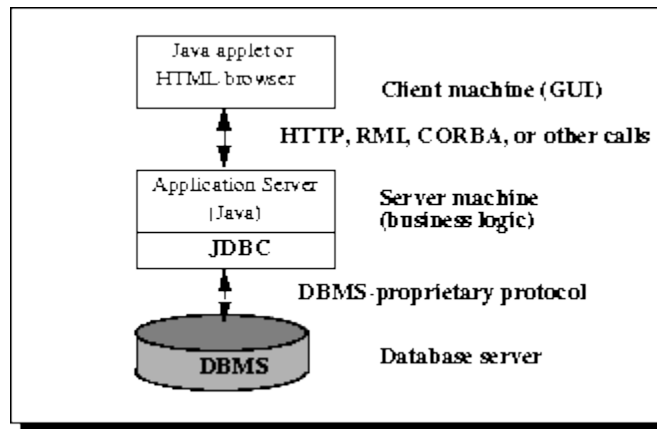 Java applet or
HTML browser
Client machine (GUI)
HTTP, RMI, CORBA, or other calls
Application Server
(Java)
Server machine
(business logic)
JDBC
DBMS-proprietary protocol
DBMS
Database server